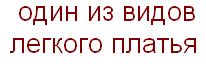 один из видов
легкого платья